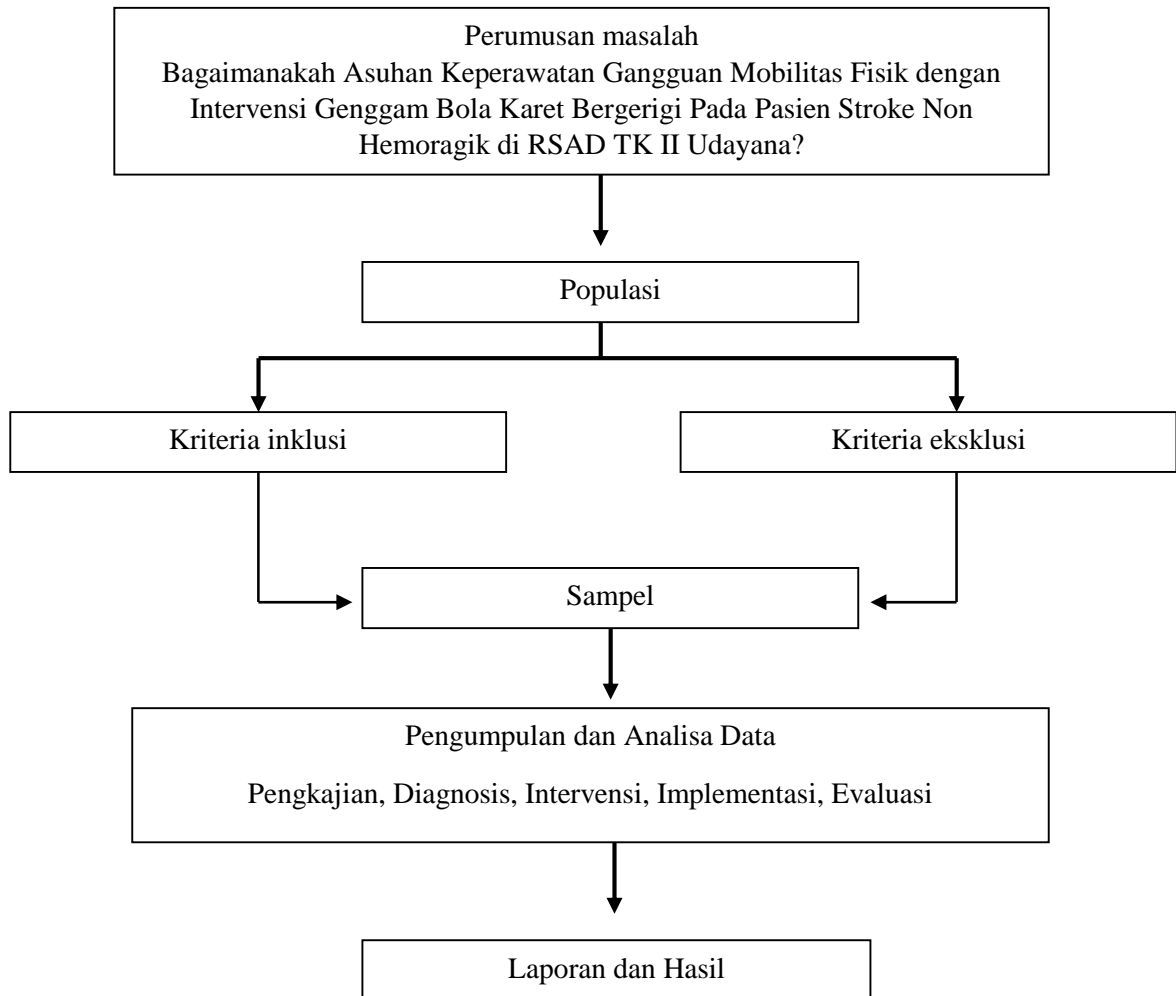 Perumusan masalah
Bagaimanakah Asuhan Keperawatan Gangguan Mobilitas Fisik dengan
Intervensi Genggam Bola Karet Bergerigi Pada Pasien Stroke Non
Hemoragik di RSAD TK II Udayana?
Populasi
Kriteria inklusi
Kriteria eksklusi
Sampel
Pengumpulan dan Analisa Data
Pengkajian, Diagnosis, Intervensi, Implementasi, Evaluasi
Laporan dan Hasil